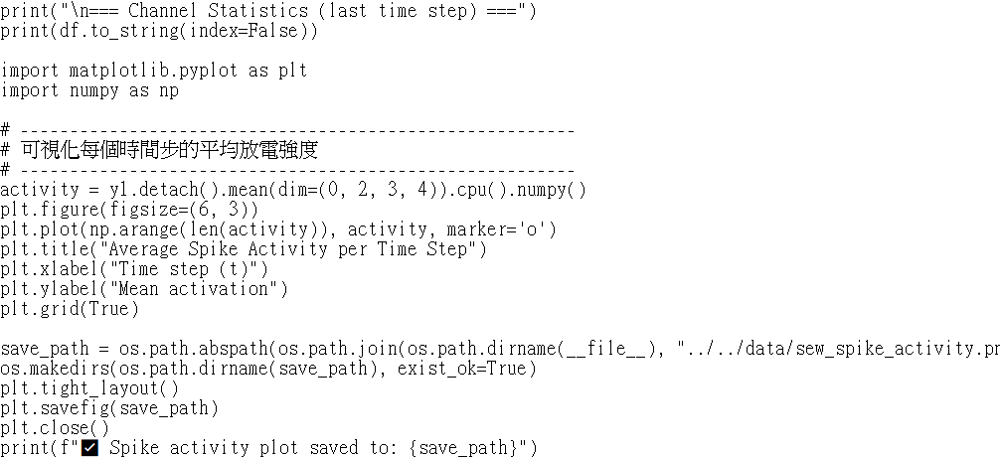 print("\n=== Channel Statistics (last time step) ===")
print(df.to_string(index=False))
import matplotlib.pyplot as plt
import numpy as np
# --------------------------------------------------------
# 可視化每個時間步的平均放電強度
# --------------------------------------------------------
activity = y1.detach().mean(dim=(0, 2, 3, 4)).cpu().numpy()
plt.figure(figsize=(6, 3))
plt.plot(np.arange(len(activity)), activity, marker='o')
plt.title("Average Spike Activity per Time Step")
plt.xlabel("Time step (t)")
plt.ylabel("Mean activation")
plt.grid(True)
save_path = os.path.abspath(os.path.join(os.path.dirname(__file__), "../../data/sew_spike_activity.pr
os.makedirs(os.path.dirname(save_path), exist_ok=True)
plt.tight_layout()
plt.savefig(save_path)
plt.close()
print(f"✅ Spike activity plot saved to: {save_path}")